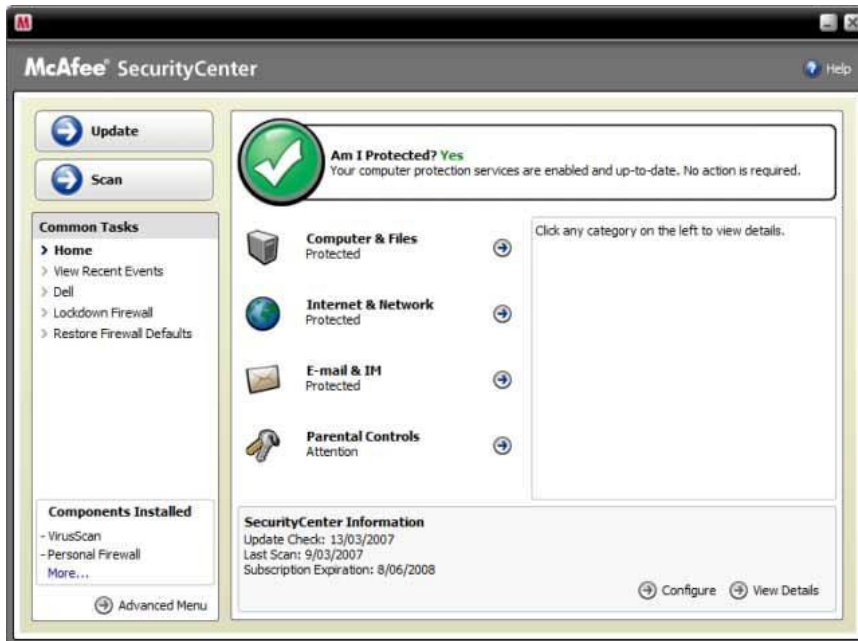 McAfee® SecurityCenter
Help
Update
Scan
Common Tasks
Home
View Recent Events
Dell
Lockdown Firewall
Restore Firewall Defaults
Components Installed
- VirusScan
- Personal Firewall
More...
Advanced Menu
Am I Protected? Yes
Your computer protection services are enabled and up-to-date. No action is required.
Computer & Files
Protected
Internet & Network
Protected
E-mail & IM
Protected
Parental Controls
Attention
Click any category on the left to view details.
SecurityCenter Information
Update Check: 13/03/2007
Last Scan: 9/03/2007
Subscription Expiration: 8/06/2008
Configure
View Details